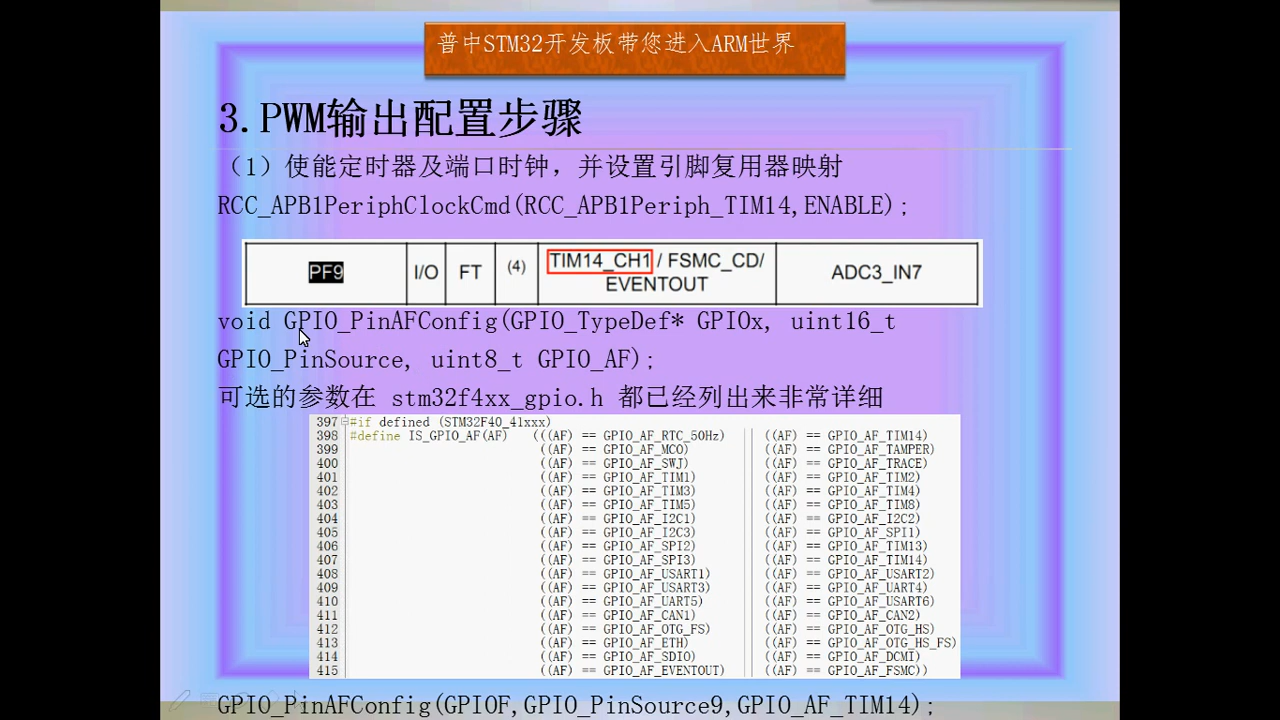 普中STM32开发板带您进入ARM世界
3.PWM输出配置步骤
（1）使能定时器及端口时钟，并设置引脚复用器映射
RCC_APB1PeriphClockCmd(RCC_APB1Periph_TIM14,ENABLE);
PF9 I/O FT (4) TIM14_CH1 / FSMC_CD/ ADC3_IN7
EVENTOUT
void GPIO_PinAFConfig(GPIO_TypeDef* GPIOx, uint16_t
GPIO_PinSource, uint8_t GPIO_AF);
可选的参数在 stm32f4xx_gpio.h 都已经列出来非常详细
397 #if defined (STM32F40_41xxx)
398 #define IS_GPIO_AF(AF) (((AF) == GPIO_AF_RTC_50Hz) || ((AF) == GPIO_AF_TIM14)
399 ((AF) == GPIO_AF_MCO) || ((AF) == GPIO_AF_TAMPER)
400 ((AF) == GPIO_AF_SWJ) || ((AF) == GPIO_AF_TRACE)
401 ((AF) == GPIO_AF_TIM1) || ((AF) == GPIO_AF_TIM2)
402 ((AF) == GPIO_AF_TIM3) || ((AF) == GPIO_AF_TIM4)
403 ((AF) == GPIO_AF_TIM5) || ((AF) == GPIO_AF_TIM8)
404 ((AF) == GPIO_AF_I2C1) || ((AF) == GPIO_AF_I2C2)
405 ((AF) == GPIO_AF_I2C3) || ((AF) == GPIO_AF_SPI1)
406 ((AF) == GPIO_AF_SPI2) || ((AF) == GPIO_AF_TIM13)
407 ((AF) == GPIO_AF_SPI3) || ((AF) == GPIO_AF_TIM14)
408 ((AF) == GPIO_AF_USART1) || ((AF) == GPIO_AF_USART2)
409 ((AF) == GPIO_AF_USART3) || ((AF) == GPIO_AF_UART4)
410 ((AF) == GPIO_AF_UART5) || ((AF) == GPIO_AF_USART6)
411 ((AF) == GPIO_AF_CAN1) || ((AF) == GPIO_AF_CAN2)
412 ((AF) == GPIO_AF_OTG_FS) || ((AF) == GPIO_AF_OTG_HS)
413 ((AF) == GPIO_AF_ETH) || ((AF) == GPIO_AF_OTG_HS_FS)
414 ((AF) == GPIO_AF_SDIO) || ((AF) == GPIO_AF_DCMI)
415 ((AF) == GPIO_AF_EVENTOUT) || ((AF) == GPIO_AF_FSMC))
GPIO_PinAFConfig(GPIOF,GPIO_PinSource9,GPIO_AF_TIM14);